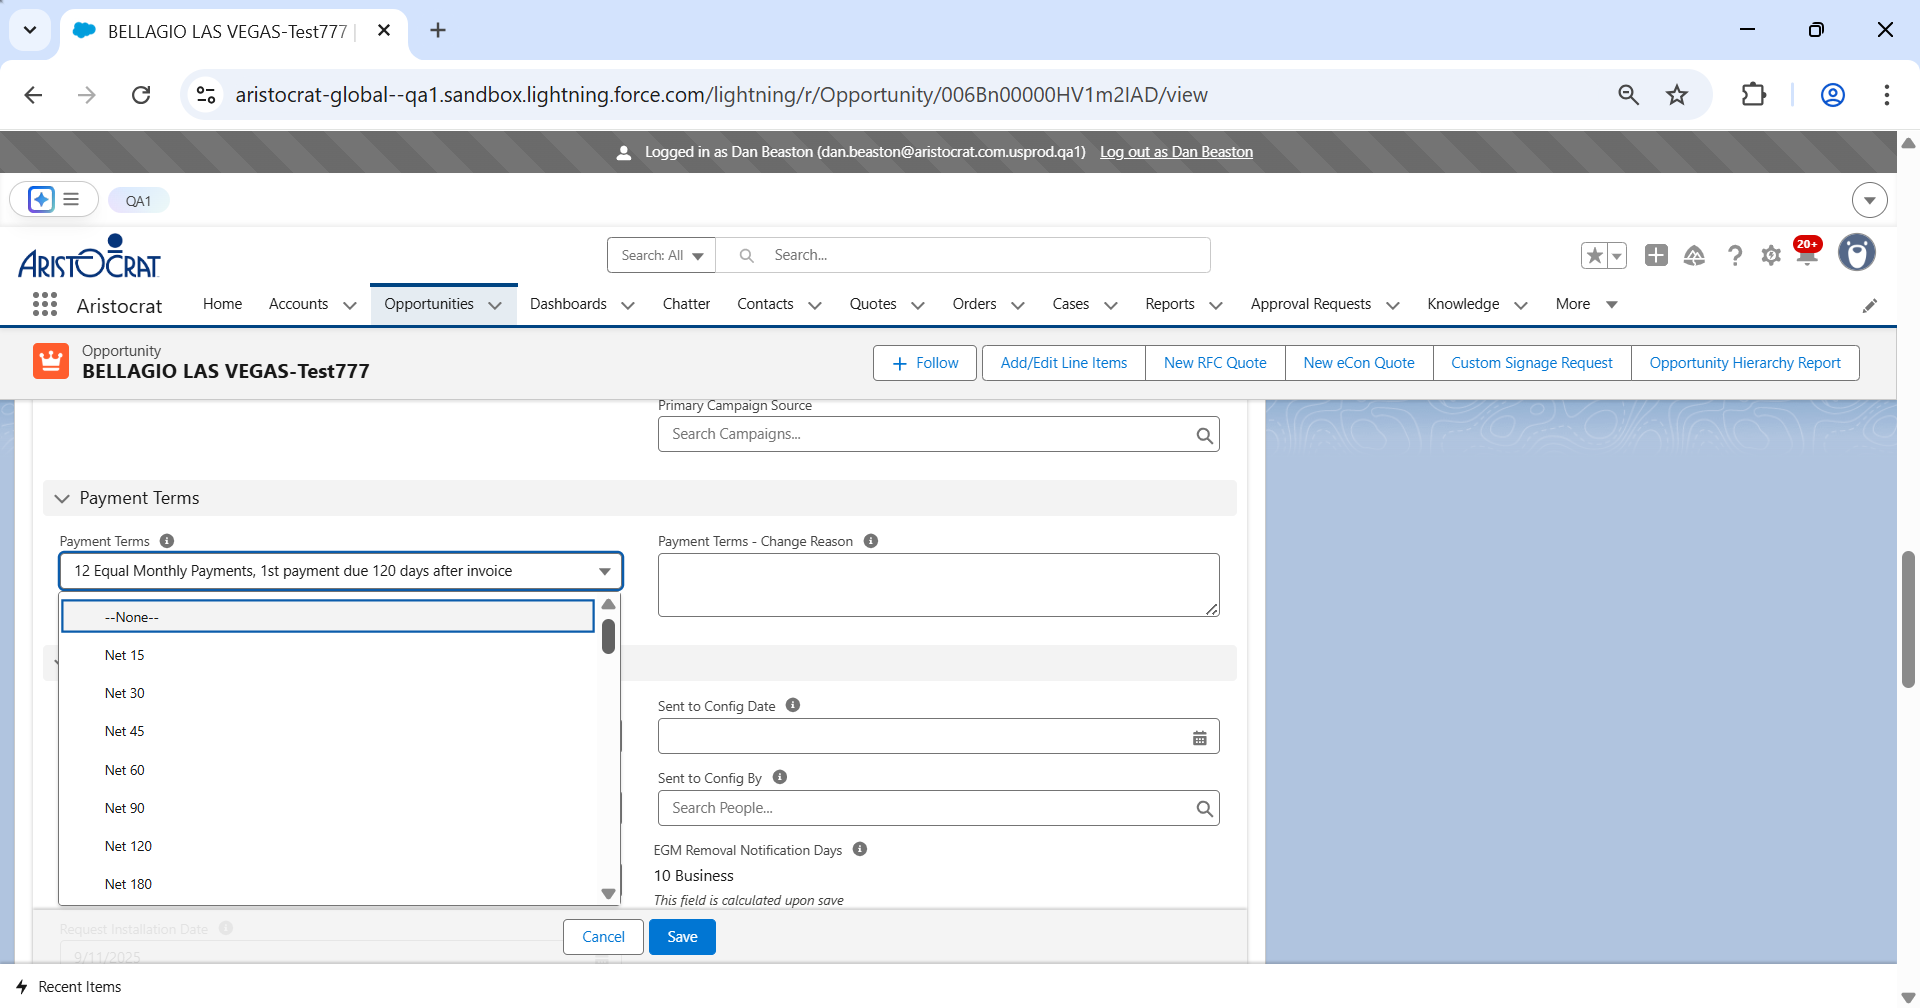 BELLAGIO LAS VEGAS-Test777
aristocrat-global--qa1.sandbox.lightning.force.com/lightning/r/Opportunity/006Bn00000HV1m2IAD/view
Logged in as Dan Beaston (dan.beaston@aristocrat.com.usprod.qa1) Log out as Dan Beaston
QA1
ARISTOCRAT
Search: All
Search...
20+
Aristocrat
Home
Accounts
Opportunities
Dashboards
Chatter
Contacts
Quotes
Orders
Cases
Reports
Approval Requests
Knowledge
More
Opportunity
BELLAGIO LAS VEGAS-Test777
Follow
Add/Edit Line Items
New RFC Quote
New eCon Quote
Custom Signage Request
Opportunity Hierarchy Report
Primary Campaign Source
Search Campaigns...
Payment Terms
Payment Terms
12 Equal Monthly Payments, 1st payment due 120 days after invoice
--None--
Net 15
Net 30
Net 45
Net 60
Net 90
Net 120
Net 180
Payment Terms - Change Reason
Sent to Config Date
Sent to Config By
Search People...
EGM Removal Notification Days
10 Business
This field is calculated upon save
Request Installation Date
9/11/2025
Cancel
Save
Recent Items